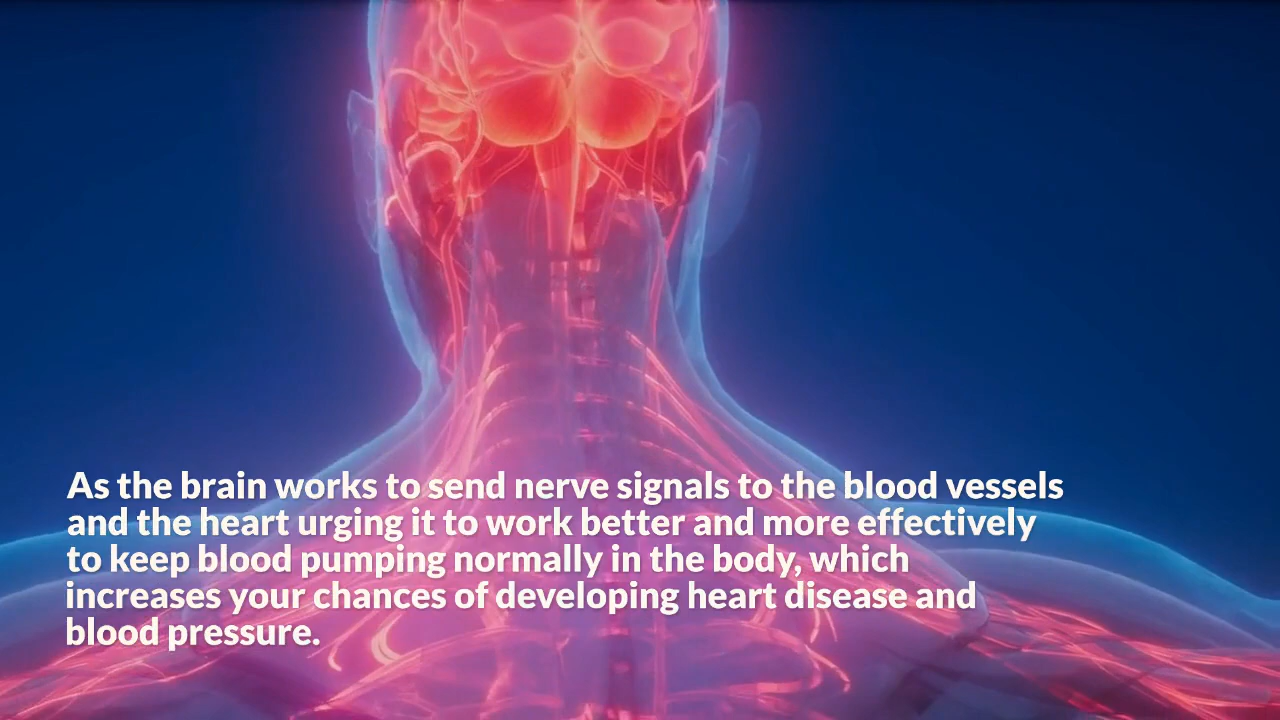 As the brain works to send nerve signals to the blood vessels
and the heart urging it to work better and more effectively
to keep blood pumping normally in the body, which
increases your chances of developing heart disease and
blood pressure.